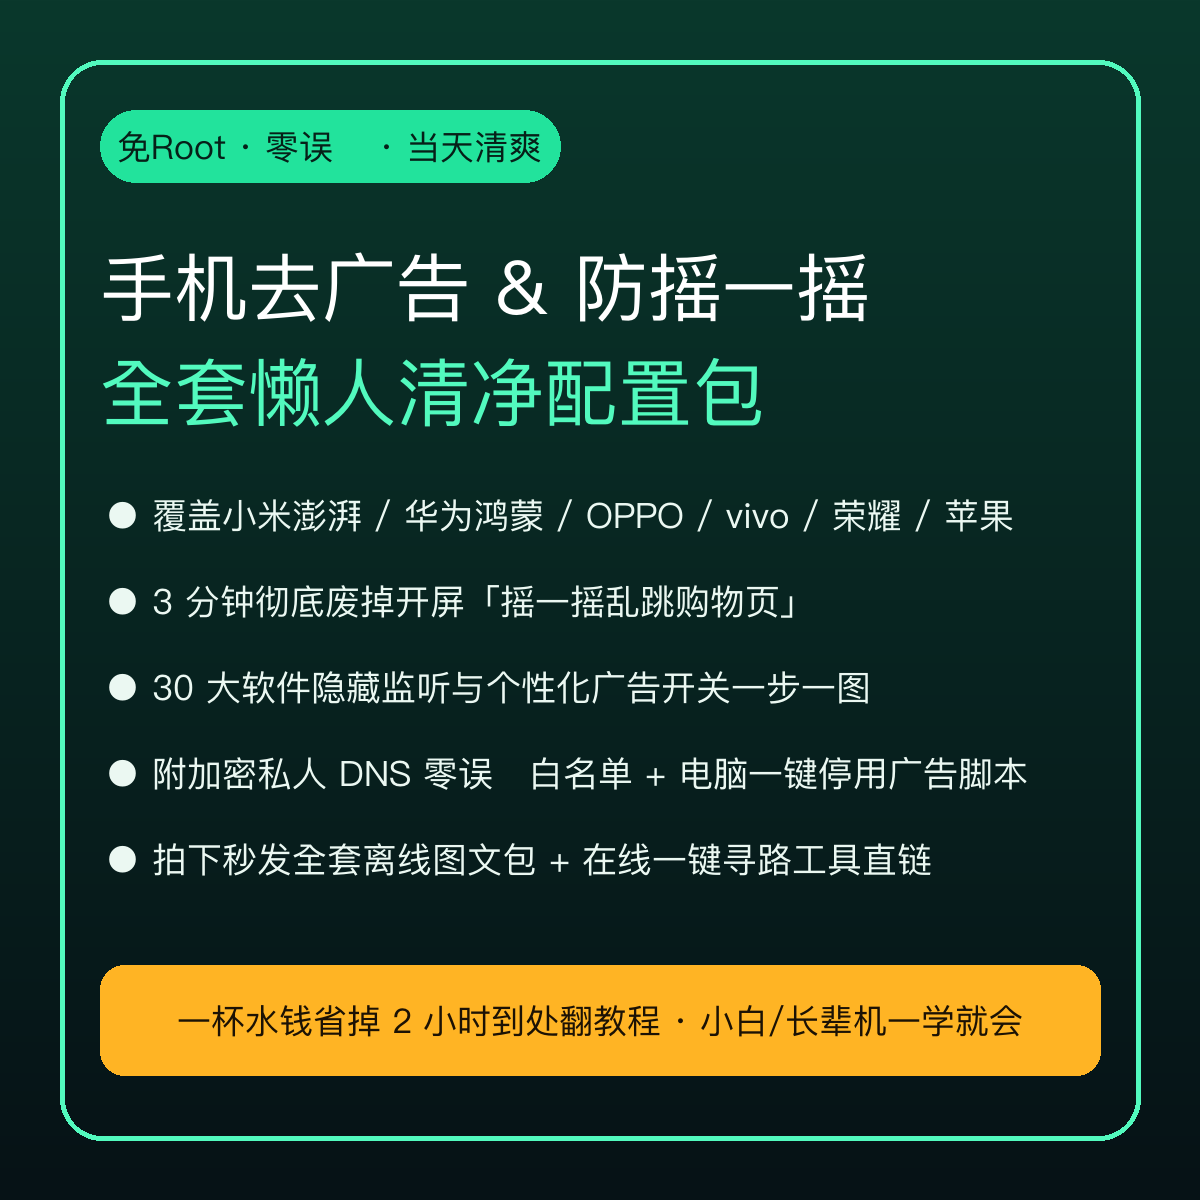 免Root · 零误 · 当天清爽
手机去广告 & 防摇一摇
全套懒人清净配置包
● 覆盖小米澎湃 / 华为鸿蒙 / OPPO / vivo / 荣耀 / 苹果
● 3 分钟彻底废掉开屏「摇一摇乱跳购物页」
● 30 大软件隐藏监听与个性化广告开关一步一图
● 附加密私人 DNS 零误 白名单 + 电脑一键停用广告脚本
● 拍下秒发全套离线图文包 + 在线一键寻路工具直链
一杯水钱省掉 2 小时到处翻教程 · 小白/长辈机一学就会